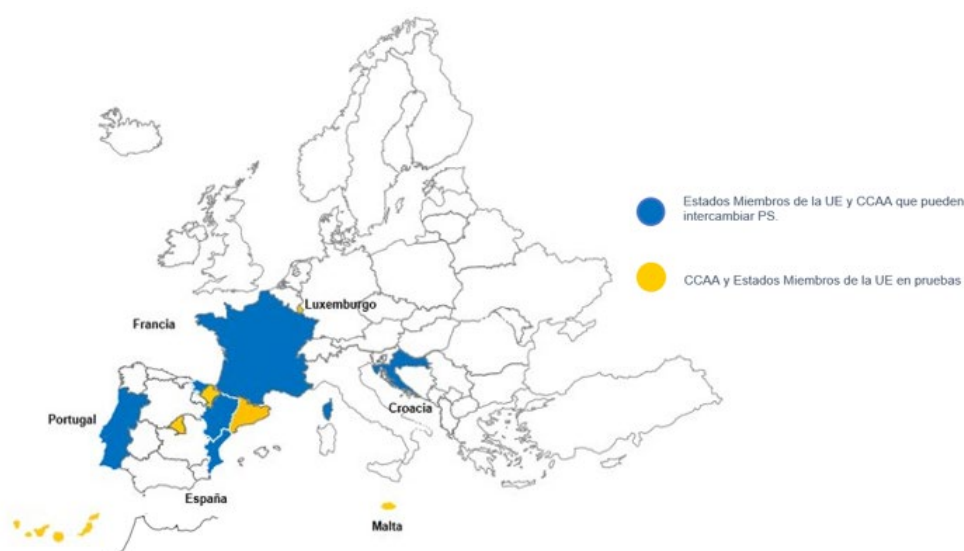 Estados Miembros de la UE y CCAA que pueden
intercambiar PS.
CCAA y Estados Miembros de la UE en pruebas
Luxemburgo
Francia
Croacia
Portugal
España
Malta